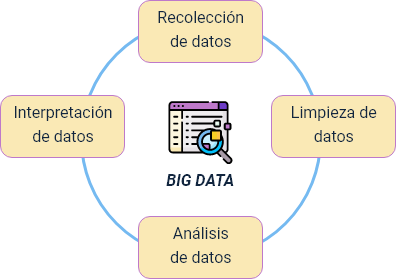 Recolección
de datos
Interpretación
de datos
Limpieza de
datos
BIG DATA
Análisis
de datos